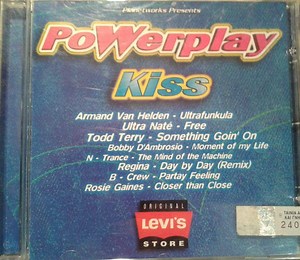 Planetworks Presents
PoWerplay
Kiss
Armand Van Helden - Ultrafunkula
Ultra Naté - Free
Todd Terry - Something Goin' On
Bobby D'Ambrosio - Moment of my Life
N - Trance - The Mind of the Machine
Regina - Day by Day (Remix)
B - Crew - Partay Feeling
Rosie Gaines - Closer than Close
ORIGINAL
LEVI'S
STORE
240